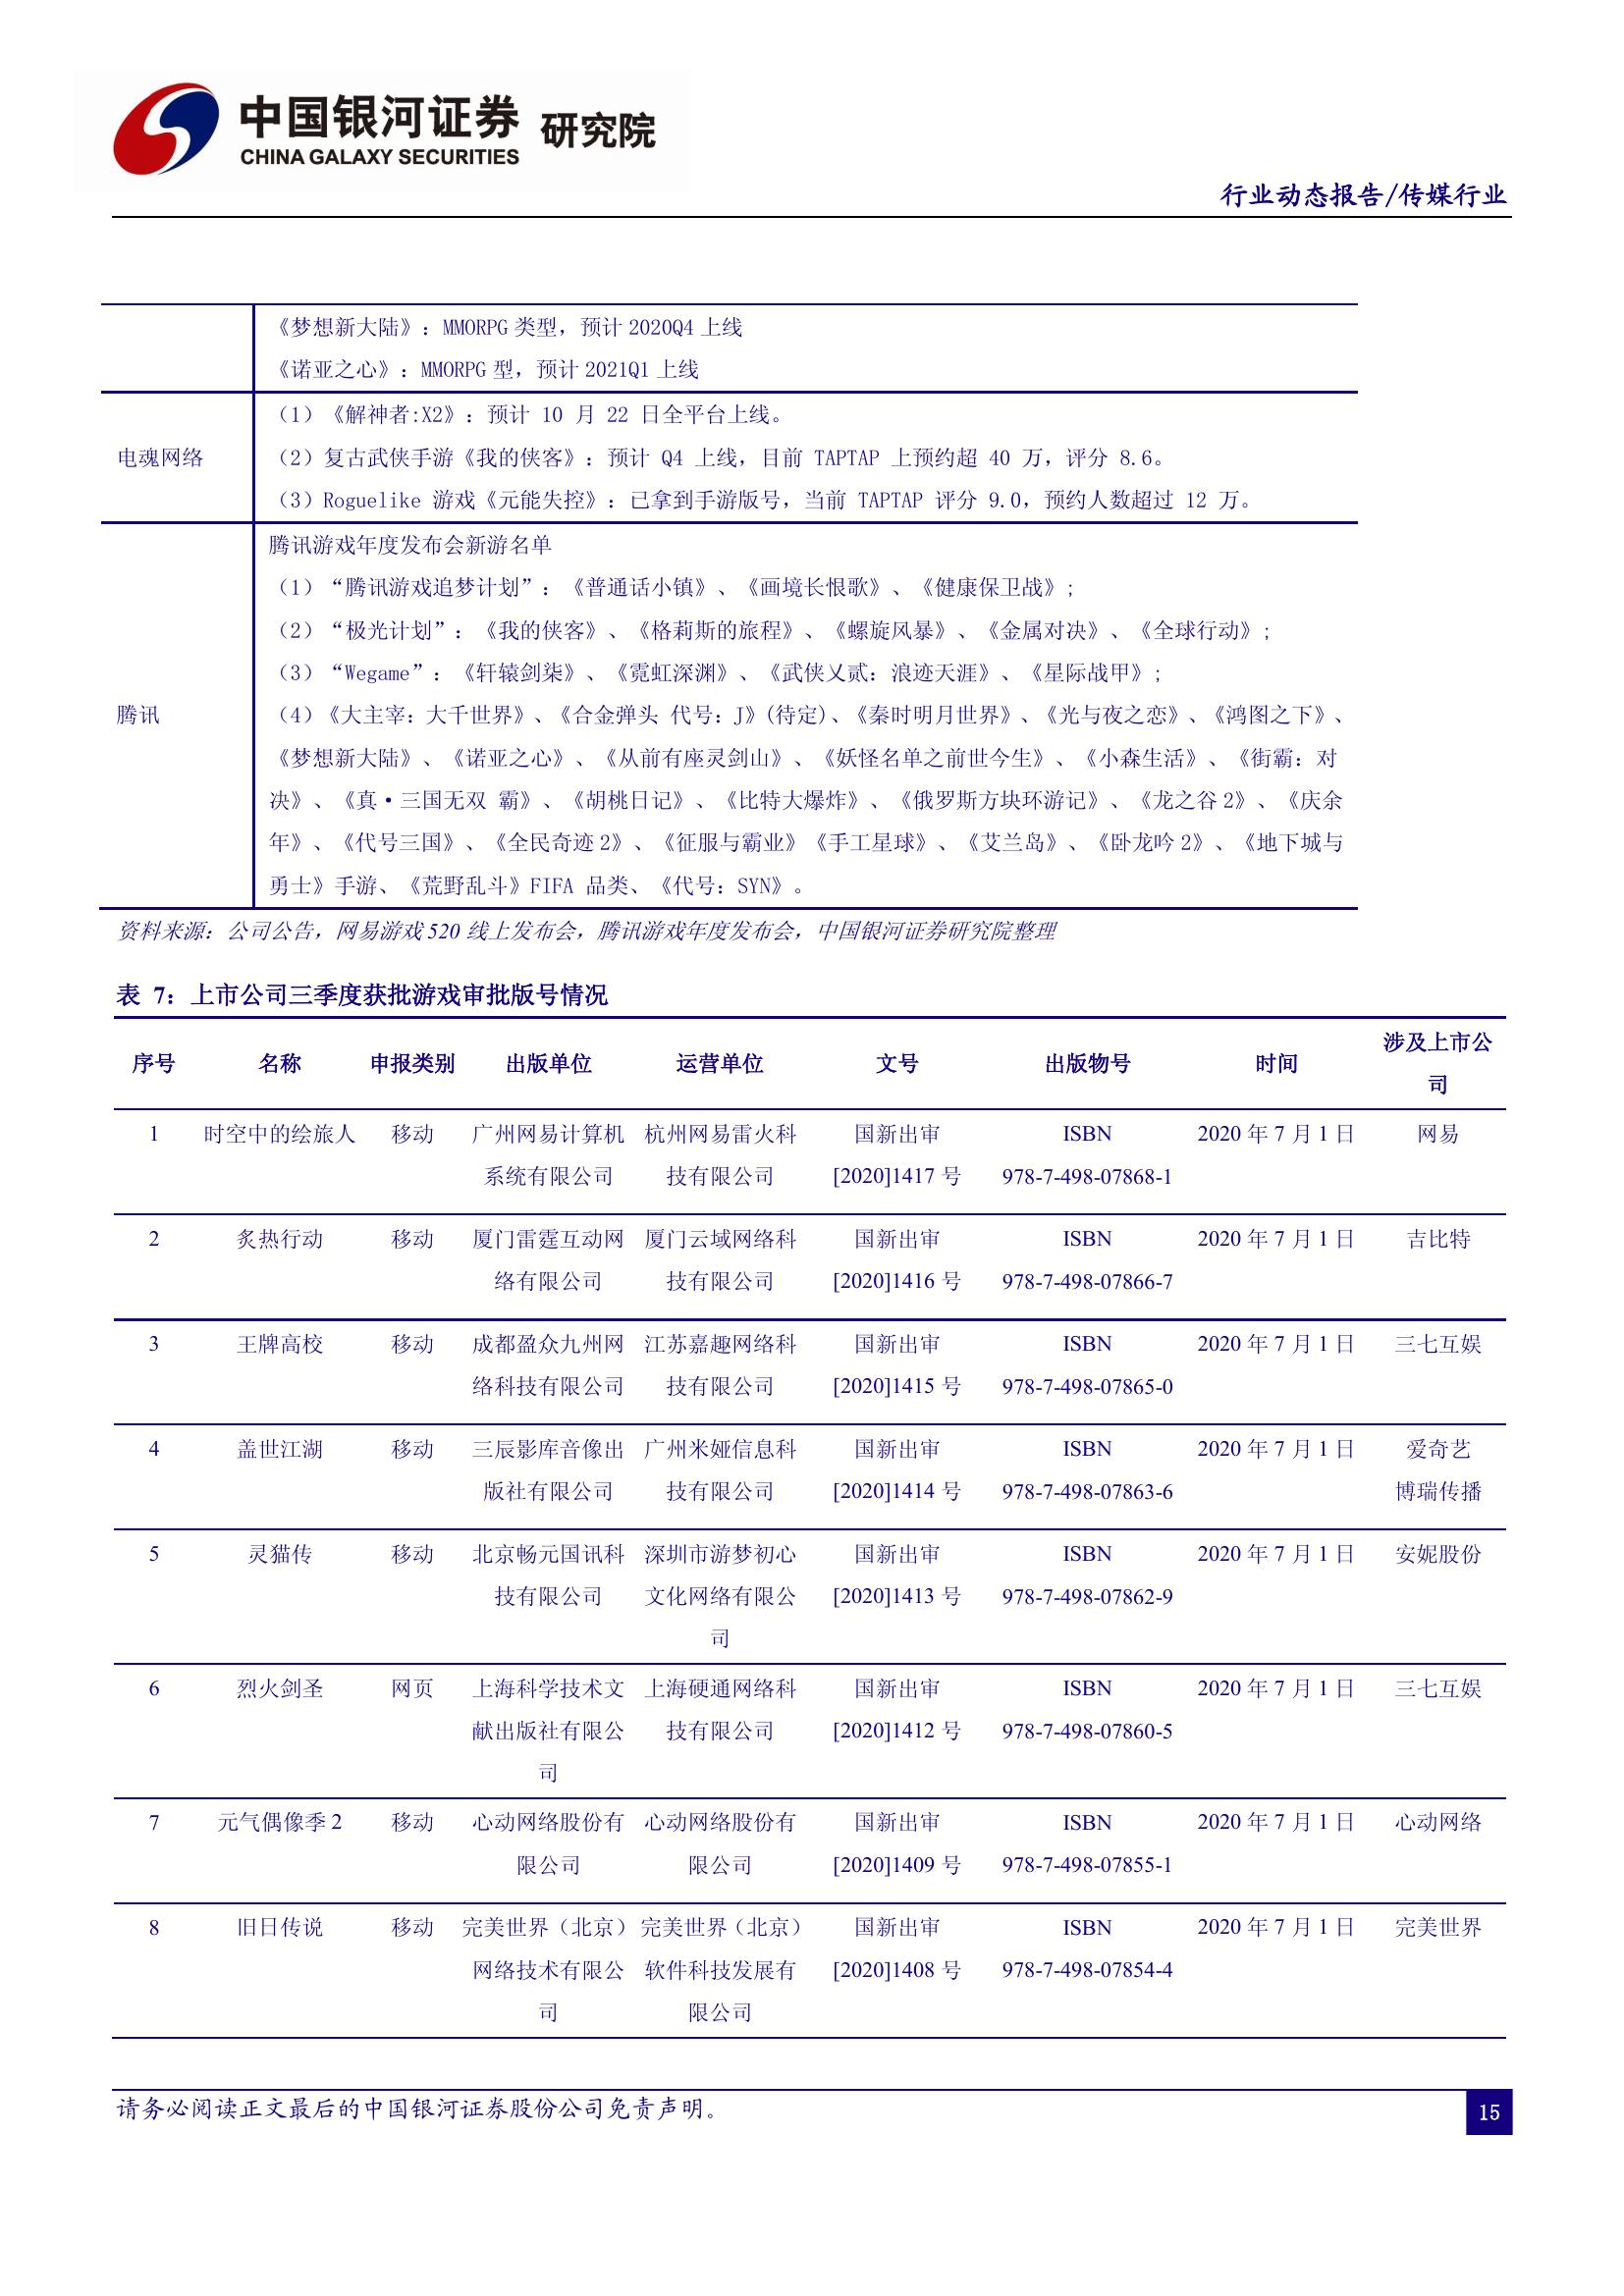 中国银河证券 研究院
CHINA GALAXY SECURITIES
行业动态报告/传媒行业
《梦想新大陆》：MMORPG 类型，预计 2020Q4 上线
《诺亚之心》：MMORPG 型，预计 2021Q1 上线
电魂网络
（1）《解神者:X2》：预计 10 月 22 日全平台上线。
（2）复古武侠手游《我的侠客》：预计 Q4 上线，目前 TAPTAP 上预约超 40 万，评分 8.6。
（3）Roguelike 游戏《元能失控》：已拿到手游版号，当前 TAPTAP 评分 9.0，预约人数超过 12 万。
腾讯
腾讯游戏年度发布会新游名单
（1）“腾讯游戏追梦计划”：《普通话小镇》、《画境长恨歌》、《健康保卫战》;
（2）“极光计划”：《我的侠客》、《格莉斯的旅程》、《螺旋风暴》、《金属对决》、《全球行动》;
（3）“Wegame”：《轩辕剑柒》、《霓虹深渊》、《武侠乂贰：浪迹天涯》、《星际战甲》;
（4）《大主宰：大千世界》、《合金弹头 代号：J》(待定)、《秦时明月世界》、《光与夜之恋》、《鸿图之下》、
《梦想新大陆》、《诺亚之心》、《从前有座灵剑山》、《妖怪名单之前世今生》、《小森生活》、《街霸：对
决》、《真·三国无双 霸》、《胡桃日记》、《比特大爆炸》、《俄罗斯方块环游记》、《龙之谷 2》、《庆余
年》、《代号三国》、《全民奇迹 2》、《征服与霸业》《手工星球》、《艾兰岛》、《卧龙吟 2》、《地下城与
勇士》手游、《荒野乱斗》FIFA 品类、《代号：SYN》。
资料来源：公司公告，网易游戏 520 线上发布会，腾讯游戏年度发布会，中国银河证券研究院整理
表 7：上市公司三季度获批游戏审批版号情况
序号 名称 申报类别 出版单位 运营单位 文号 出版物号 时间 涉及上市公
司
1 时空中的绘旅人 移动 广州网易计算机 杭州网易雷火科 国新出审 ISBN 2020 年 7 月 1 日 网易
系统有限公司 技有限公司 [2020]1417 号 978-7-498-07868-1
2 炙热行动 移动 厦门雷霆互动网 厦门云域网络科 国新出审 ISBN 2020 年 7 月 1 日 吉比特
络有限公司 技有限公司 [2020]1416 号 978-7-498-07866-7
3 王牌高校 移动 成都盈众九州网 江苏嘉趣网络科 国新出审 ISBN 2020 年 7 月 1 日 三七互娱
络科技有限公司 技有限公司 [2020]1415 号 978-7-498-07865-0
4 盖世江湖 移动 三辰影库音像出 广州米娅信息科 国新出审 ISBN 2020 年 7 月 1 日 爱奇艺
版社有限公司 技有限公司 [2020]1414 号 978-7-498-07863-6 博瑞传播
5 灵猫传 移动 北京畅元国讯科 深圳市游梦初心 国新出审 ISBN 2020 年 7 月 1 日 安妮股份
技有限公司 文化网络有限公 [2020]1413 号 978-7-498-07862-9
司
6 烈火剑圣 网页 上海科学技术文 上海硬通网络科 国新出审 ISBN 2020 年 7 月 1 日 三七互娱
献出版社有限公 技有限公司 [2020]1412 号 978-7-498-07860-5
司
7 元气偶像季 2 移动 心动网络股份有 心动网络股份有 国新出审 ISBN 2020 年 7 月 1 日 心动网络
限公司 限公司 [2020]1409 号 978-7-498-07855-1
8 旧日传说 移动 完美世界（北京） 完美世界（北京） 国新出审 ISBN 2020 年 7 月 1 日 完美世界
网络技术有限公 软件科技发展有 [2020]1408 号 978-7-498-07854-4
司 限公司
请务必阅读正文最后的中国银河证券股份公司免责声明。
15